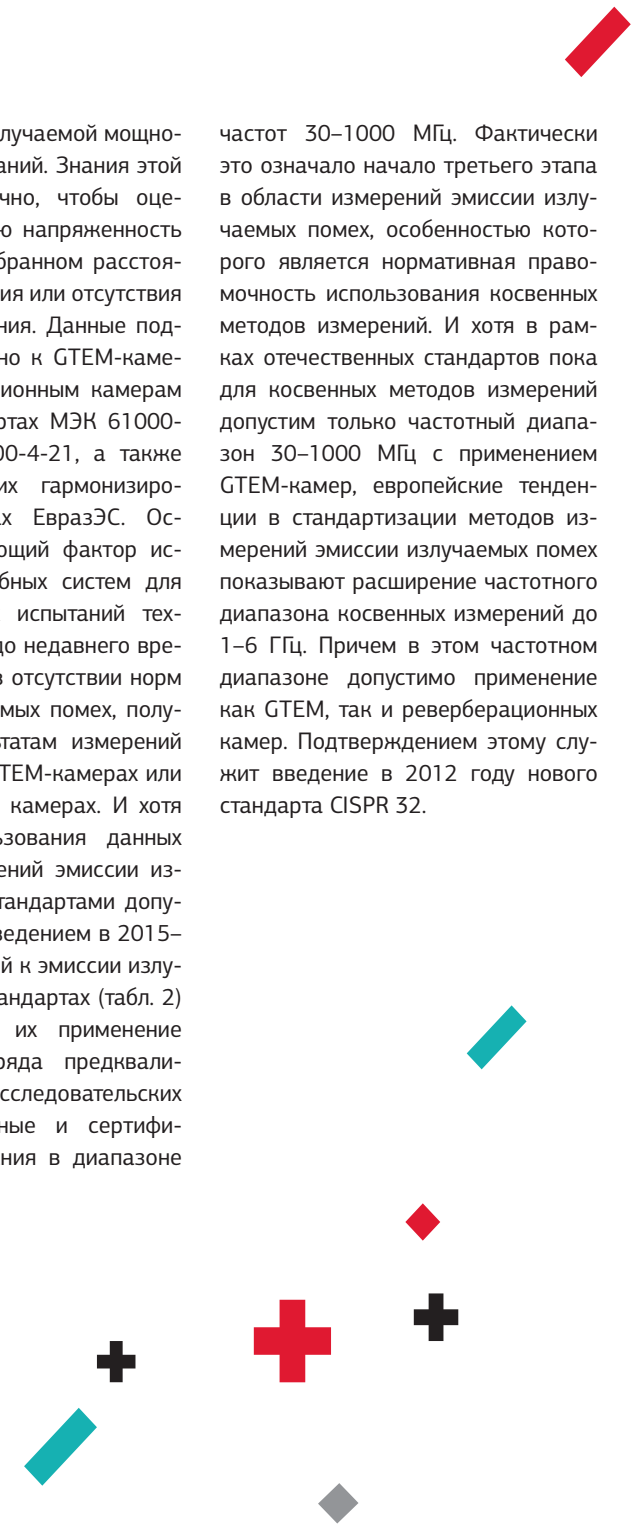 лучаемой мощно-
аний. Знания этой
чно, чтобы оце-
ю напряженность
бранном расстоя-
ия или отсутствия
ния. Данные под-
но к GTEM-каме-
ционным камерам
ртах МЭК 61000-
00-4-21, а также
их гармонизиро-
ах ЕвразЭС. Ос-
ющий фактор ис-
бных систем для
испытаний тех-
до недавнего вре-
в отсутствии норм
мых помех, полу-
ьтатам измерений
TEM-камерах или
камерах. И хотя
ьзования данных
ений эмиссии из-
тандартами допу-
ведением в 2015–
й к эмиссии излу-
андартах (табл. 2)
их применение
ряда предквали-
сследовательских
ные и сертифи-
ния в диапазоне
частот 30–1000 МГц. Фактически
это означало начало третьего этапа
в области измерений эмиссии излу-
чаемых помех, особенностью кото-
рого является нормативная право-
мочность использования косвенных
методов измерений. И хотя в рам-
ках отечественных стандартов пока
для косвенных методов измерений
допустим только частотный диапа-
зон 30–1000 МГц с применением
GTEM-камер, европейские тенден-
ции в стандартизации методов из-
мерений эмиссии излучаемых помех
показывают расширение частотного
диапазона косвенных измерений до
1–6 ГГц. Причем в этом частотном
диапазоне допустимо применение
как GTEM, так и реверберационных
камер. Подтверждением этому слу-
жит введение в 2012 году нового
стандарта CISPR 32.